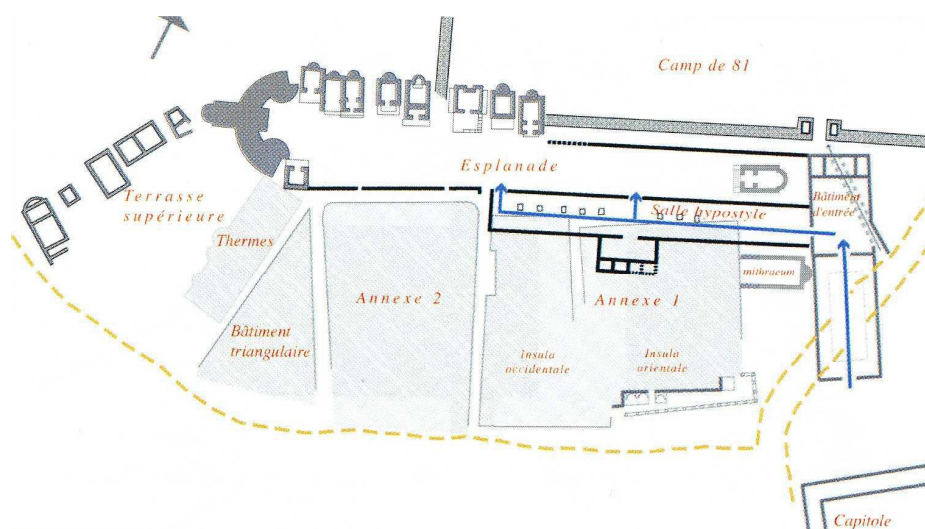 Camp de 81
Esplanade
Terrasse
supérieure
Salle hypostyle
Bâtiment
d'entrée
Thermes
mithraeum
Annexe 2
Annexe 1
Bâtiment
triangulaire
Insula
occidentale
Insula
orientale
Capitole